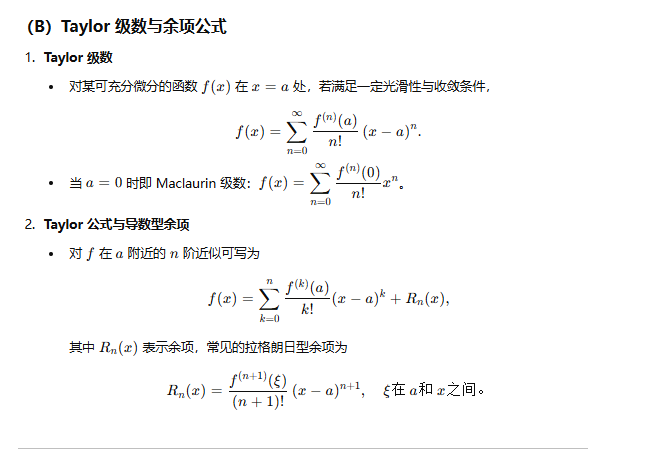 （B）Taylor 级数与余项公式
1. Taylor 级数
• 对某可充分微分的函数 f(x) 在 x = a 处，若满足一定光滑性与收敛条件，
f(x) = ∑_{n=0}^{∞} \frac{f^{(n)}(a)}{n!} (x − a)^n.
• 当 a = 0 时即 Maclaurin 级数：f(x) = ∑_{n=0}^{∞} \frac{f^{(n)}(0)}{n!} x^n。
2. Taylor 公式与导数型余项
• 对 f 在 a 附近的 n 阶近似可写为
f(x) = ∑_{k=0}^{n} \frac{f^{(k)}(a)}{k!} (x − a)^k + R_n(x),
其中 R_n(x) 表示余项，常见的拉格朗日型余项为
R_n(x) = \frac{f^{(n+1)}(ξ)}{(n + 1)!} (x − a)^{n+1}, ξ在 a和 x之间。